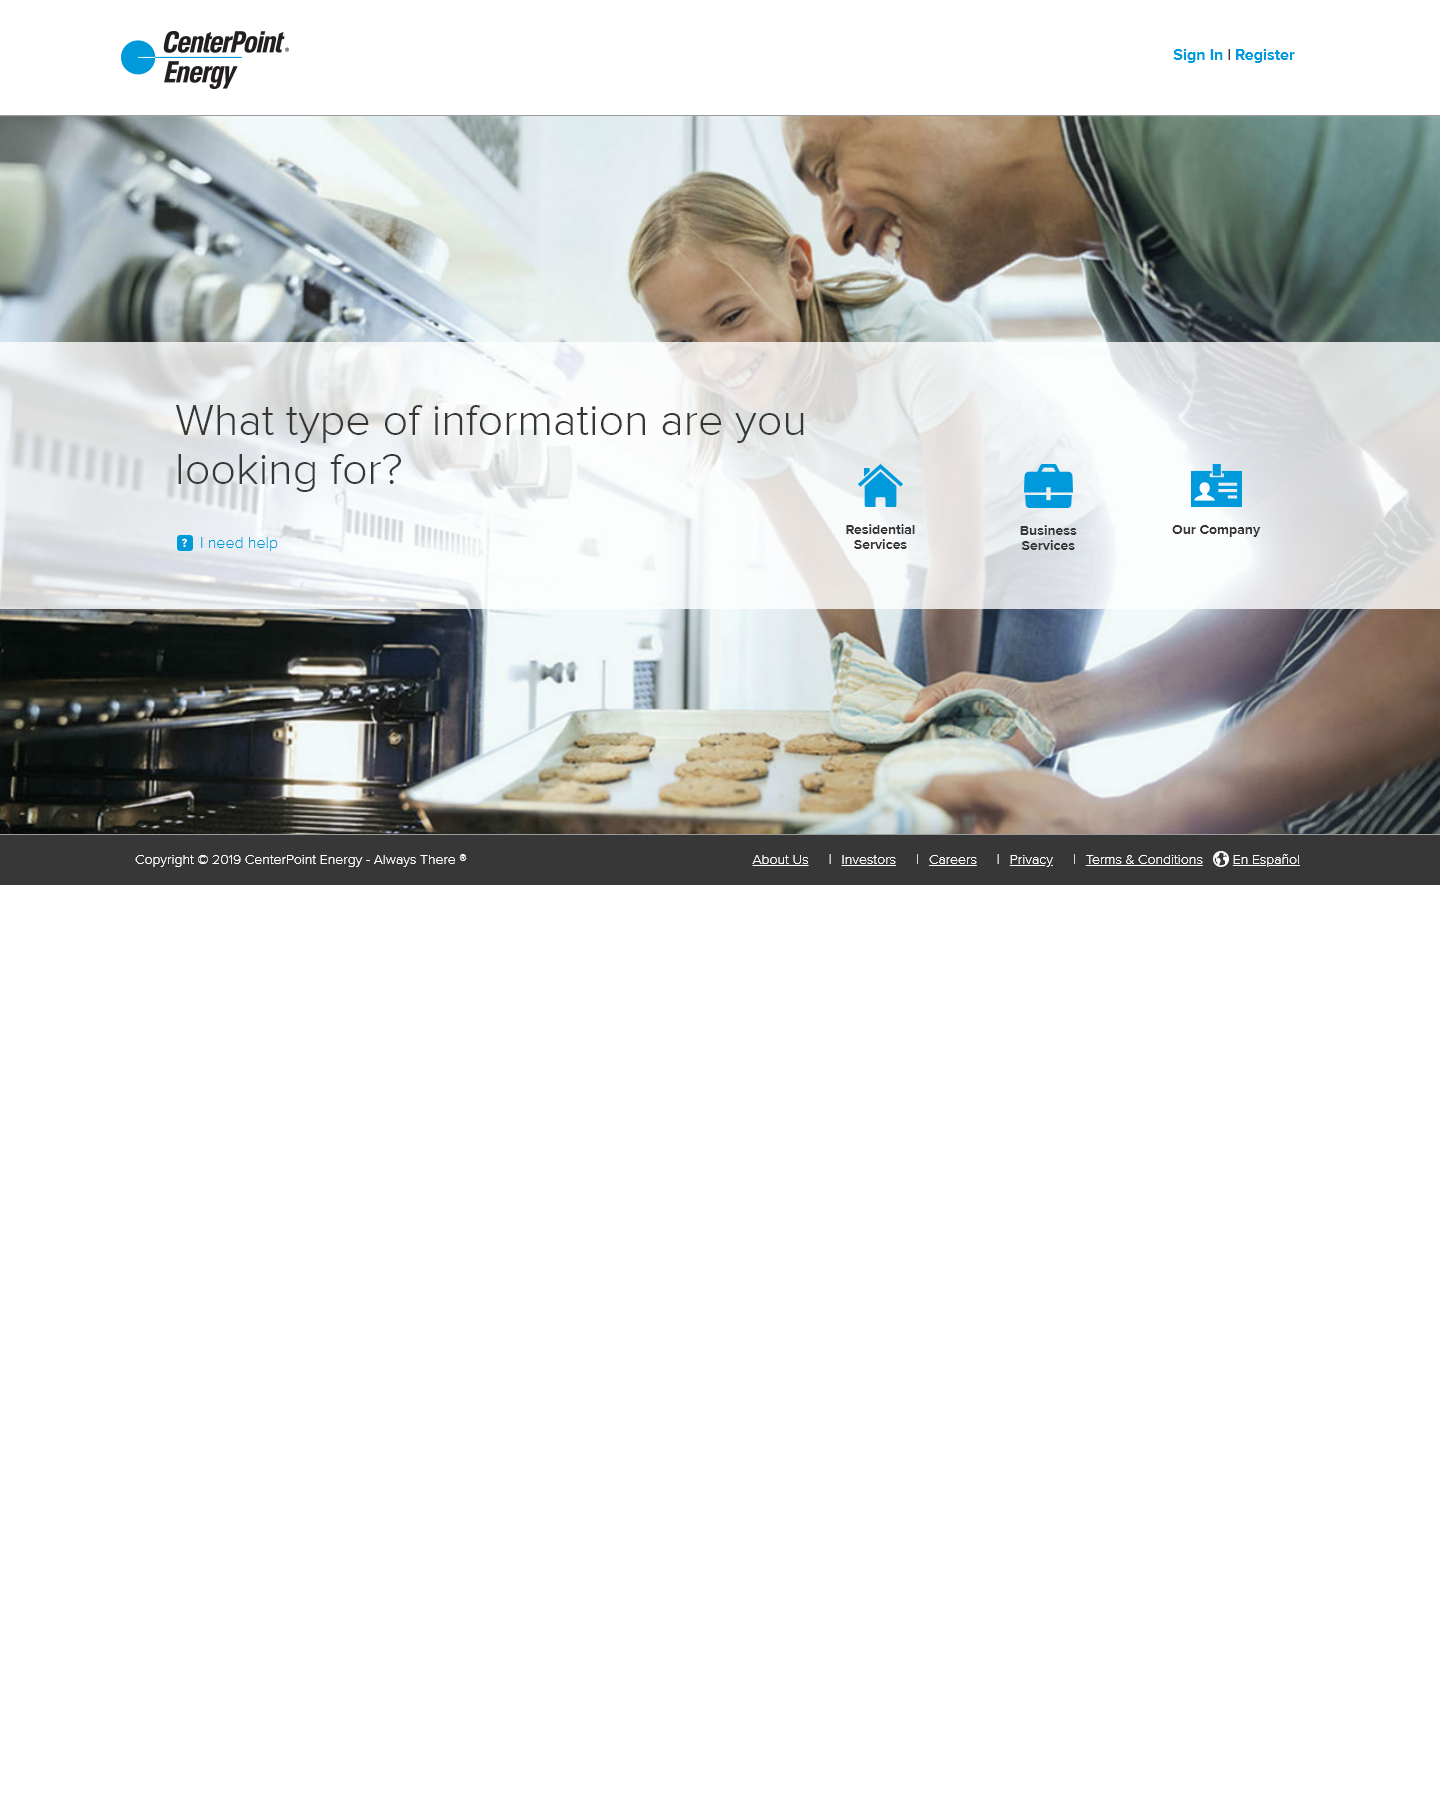 CenterPoint®
Energy
Sign In | Register
What type of information are you
looking for?
? I need help
Residential
Services
Business
Services
Our Company
Copyright © 2019 CenterPoint Energy - Always There ®
About Us | Investors | Careers | Privacy | Terms & Conditions En Español